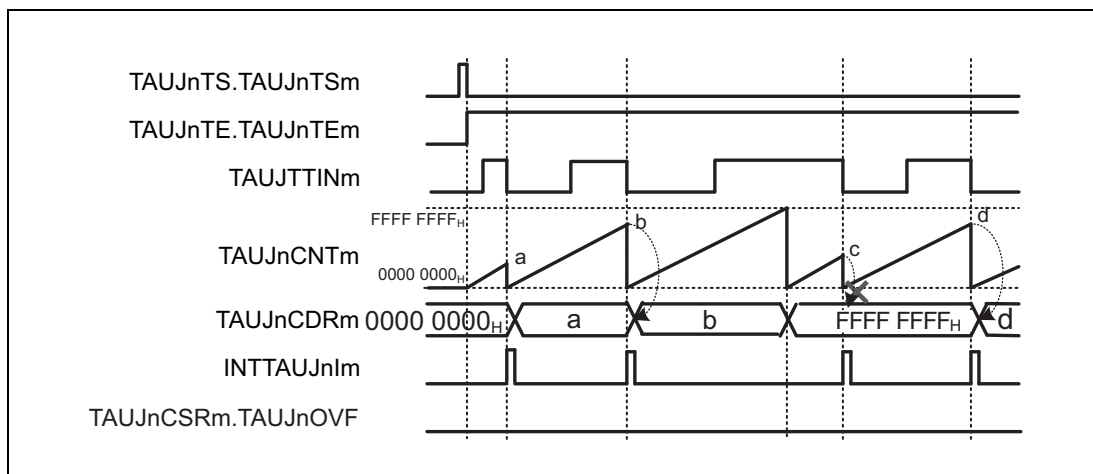 TAUJnTS.TAUJnTSm
TAUJnTE.TAUJnTEm
TAUJTTINm
FFFF FFFFH
b
d
TAUJnCNTm
a
c
0000 0000H
TAUJnCDRm 0000 0000H a b FFFF FFFFH d
INTTAUJnIm
TAUJnCSRm.TAUJnOVF